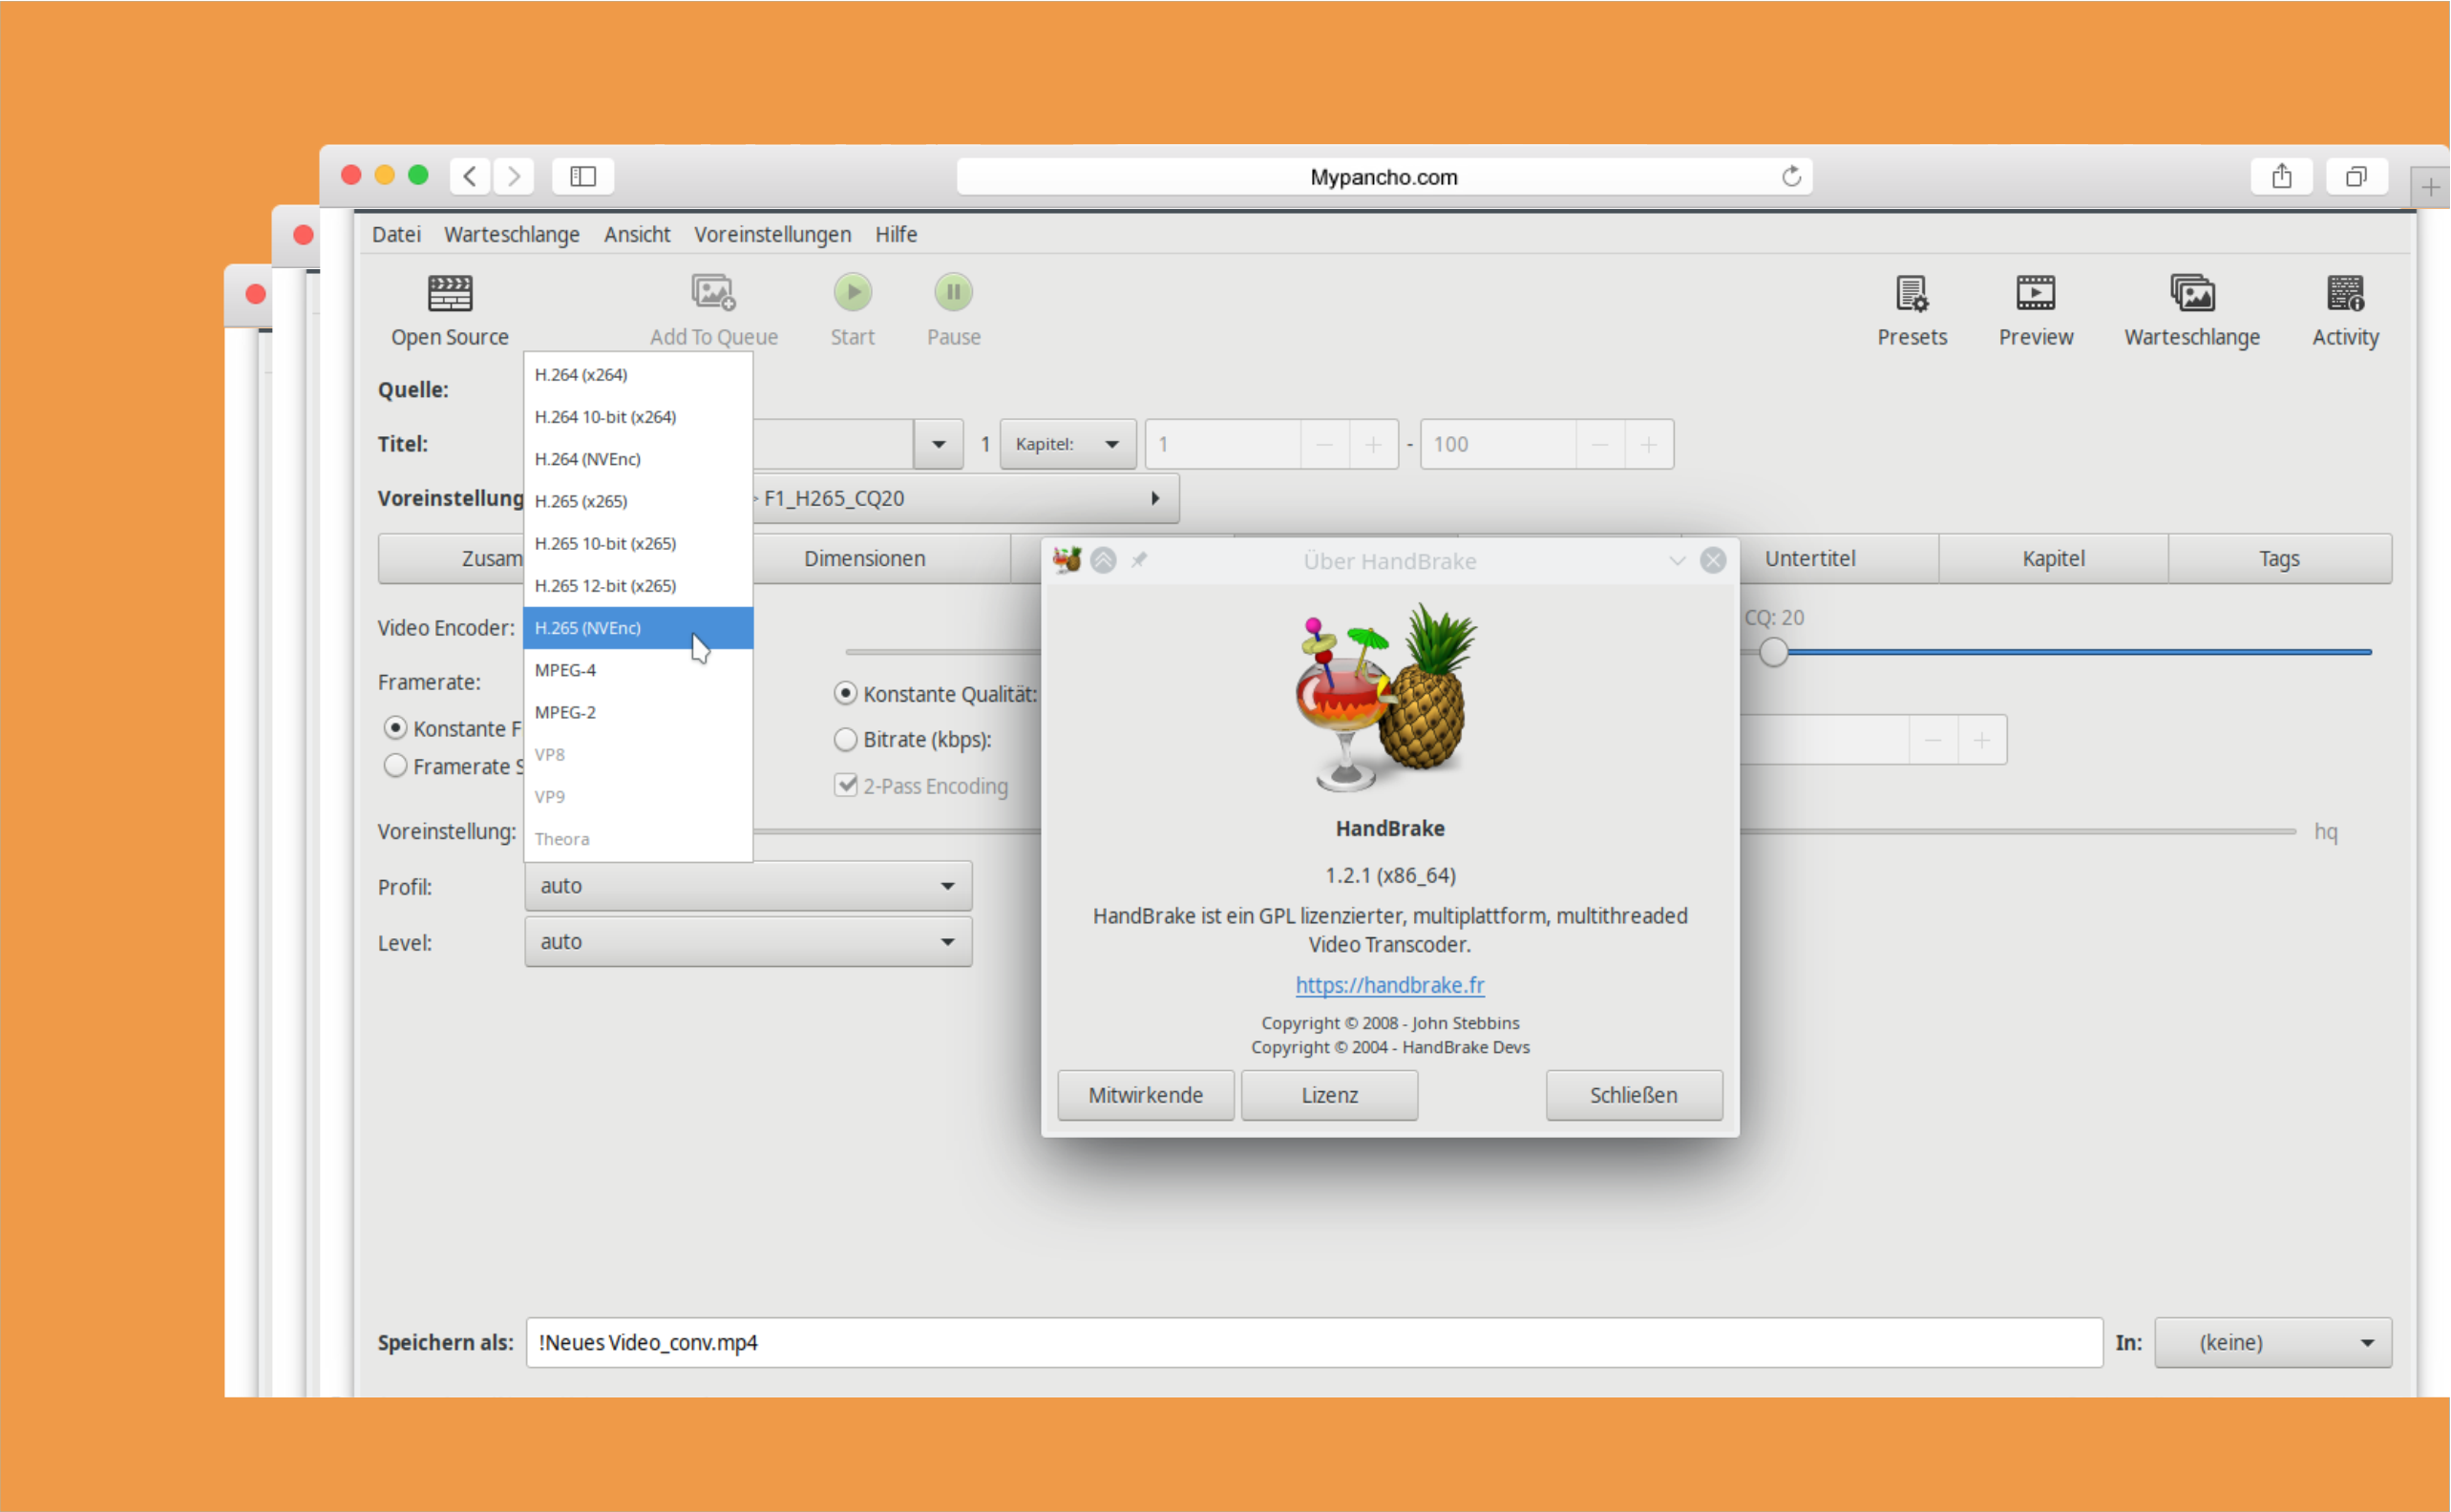 Mypancho.com
Datei Warteschlange Ansicht Voreinstellungen Hilfe
Open Source Add To Queue Start Pause Presets Preview Warteschlange Activity
Quelle:
Titel: 1 Kapitel: 1 - 100
Voreinstellung > F1_H265_CQ20
H.264 (x264)
H.264 10-bit (x264)
H.264 (NVEnc)
H.265 (x265)
H.265 10-bit (x265)
H.265 12-bit (x265)
H.265 (NVEnc)
MPEG-4
MPEG-2
VP8
VP9
Theora
Zusam Dimensionen Untertitel Kapitel Tags
Video Encoder: CQ: 20
Framerate:
Konstante F
Framerate S
Konstante Qualität:
Bitrate (kbps):
2-Pass Encoding
Voreinstellung: hq
Profil: auto
Level: auto
Über HandBrake
HandBrake
1.2.1 (x86_64)
HandBrake ist ein GPL lizenzierter, multiplattform, multithreaded
Video Transcoder.
https://handbrake.fr
Copyright © 2008 - John Stebbins
Copyright © 2004 - HandBrake Devs
Mitwirkende Lizenz Schließen
Speichern als: !Neues Video_conv.mp4 In: (keine)